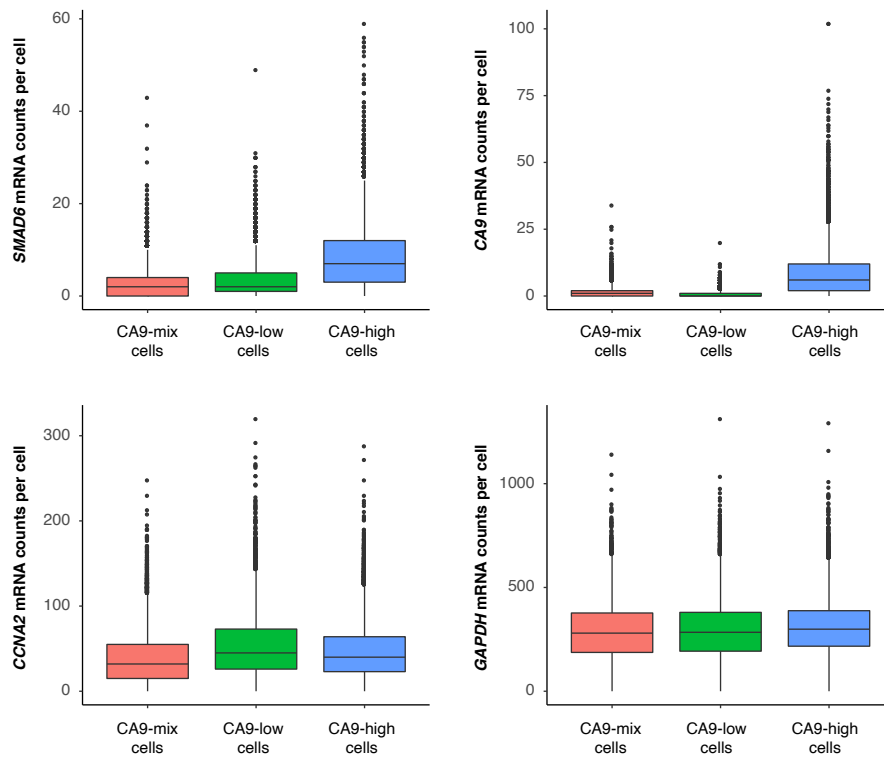 SMAD6 mRNA counts per cell
60
40
20
0
CA9-mix
cells
CA9-low
cells
CA9-high
cells
CA9 mRNA counts per cell
100
75
50
25
0
CA9-mix
cells
CA9-low
cells
CA9-high
cells
CCNA2 mRNA counts per cell
300
200
100
0
CA9-mix
cells
CA9-low
cells
CA9-high
cells
GAPDH mRNA counts per cell
1000
500
0
CA9-mix
cells
CA9-low
cells
CA9-high
cells